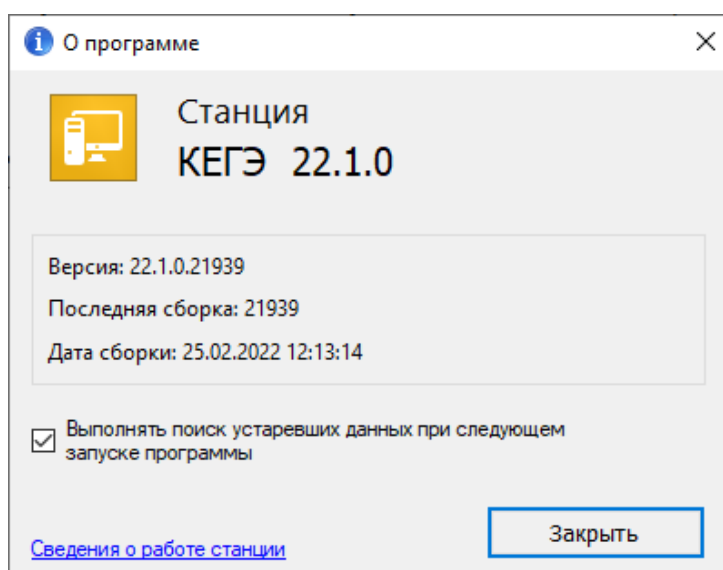 О программе
Станция
КЕГЭ 22.1.0
Версия: 22.1.0.21939
Последняя сборка: 21939
Дата сборки: 25.02.2022 12:13:14
Выполнять поиск устаревших данных при следующем
запуске программы
Сведения о работе станции
Закрыть